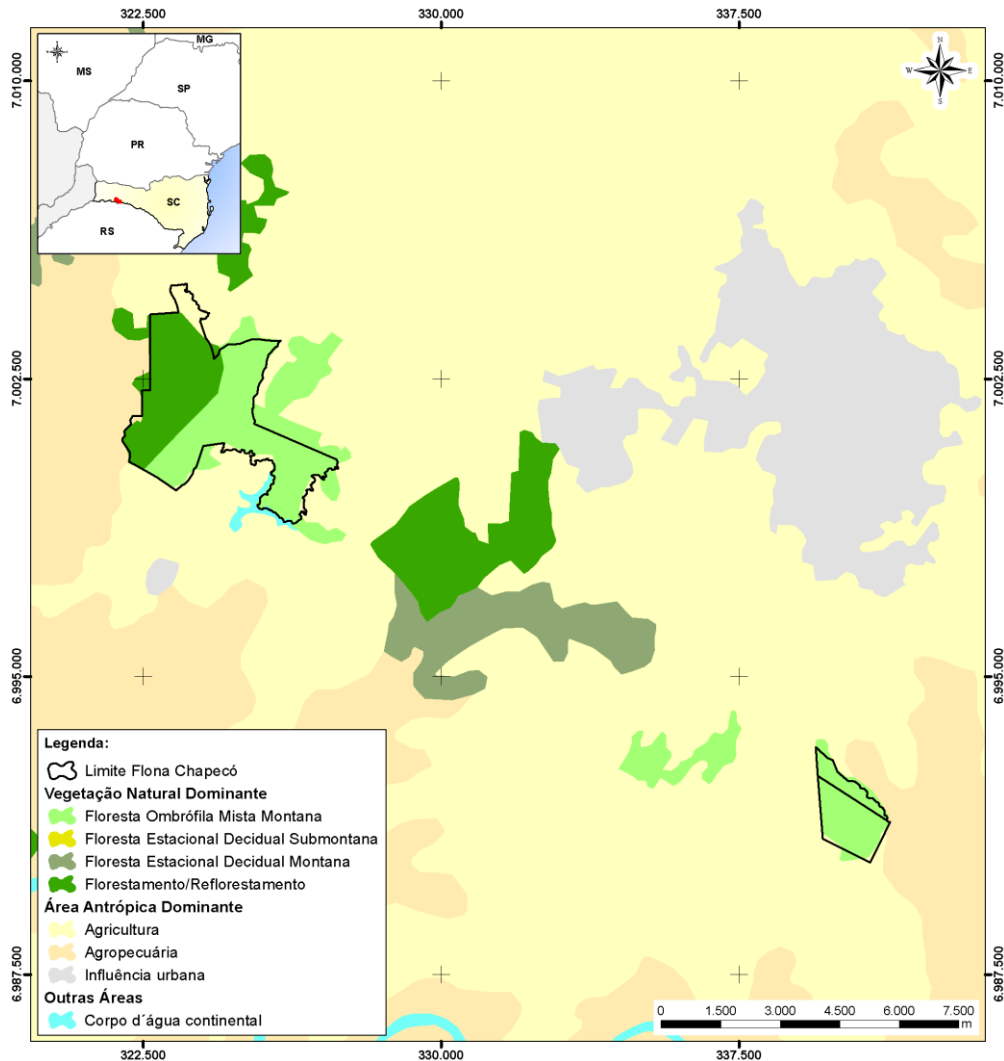 322.500 330.000 337.500
7.010.000 7.010.000
MG
MS
SP
PR
SC
RS
N
W E
S
7.002.500 7.002.500
6.995.000 6.995.000
Legenda:
Limite Flona Chapecó
Vegetação Natural Dominante
Floresta Ombrófila Mista Montana
Floresta Estacional Decidual Submontana
Floresta Estacional Decidual Montana
Florestamento/Reflorestamento
Área Antrópica Dominante
Agricultura
Agropecuária
Influência urbana
Outras Áreas
Corpo d´água continental
6.987.500 6.987.500
0 1.500 3.000 4.500 6.000 7.500
m
322.500 330.000 337.500